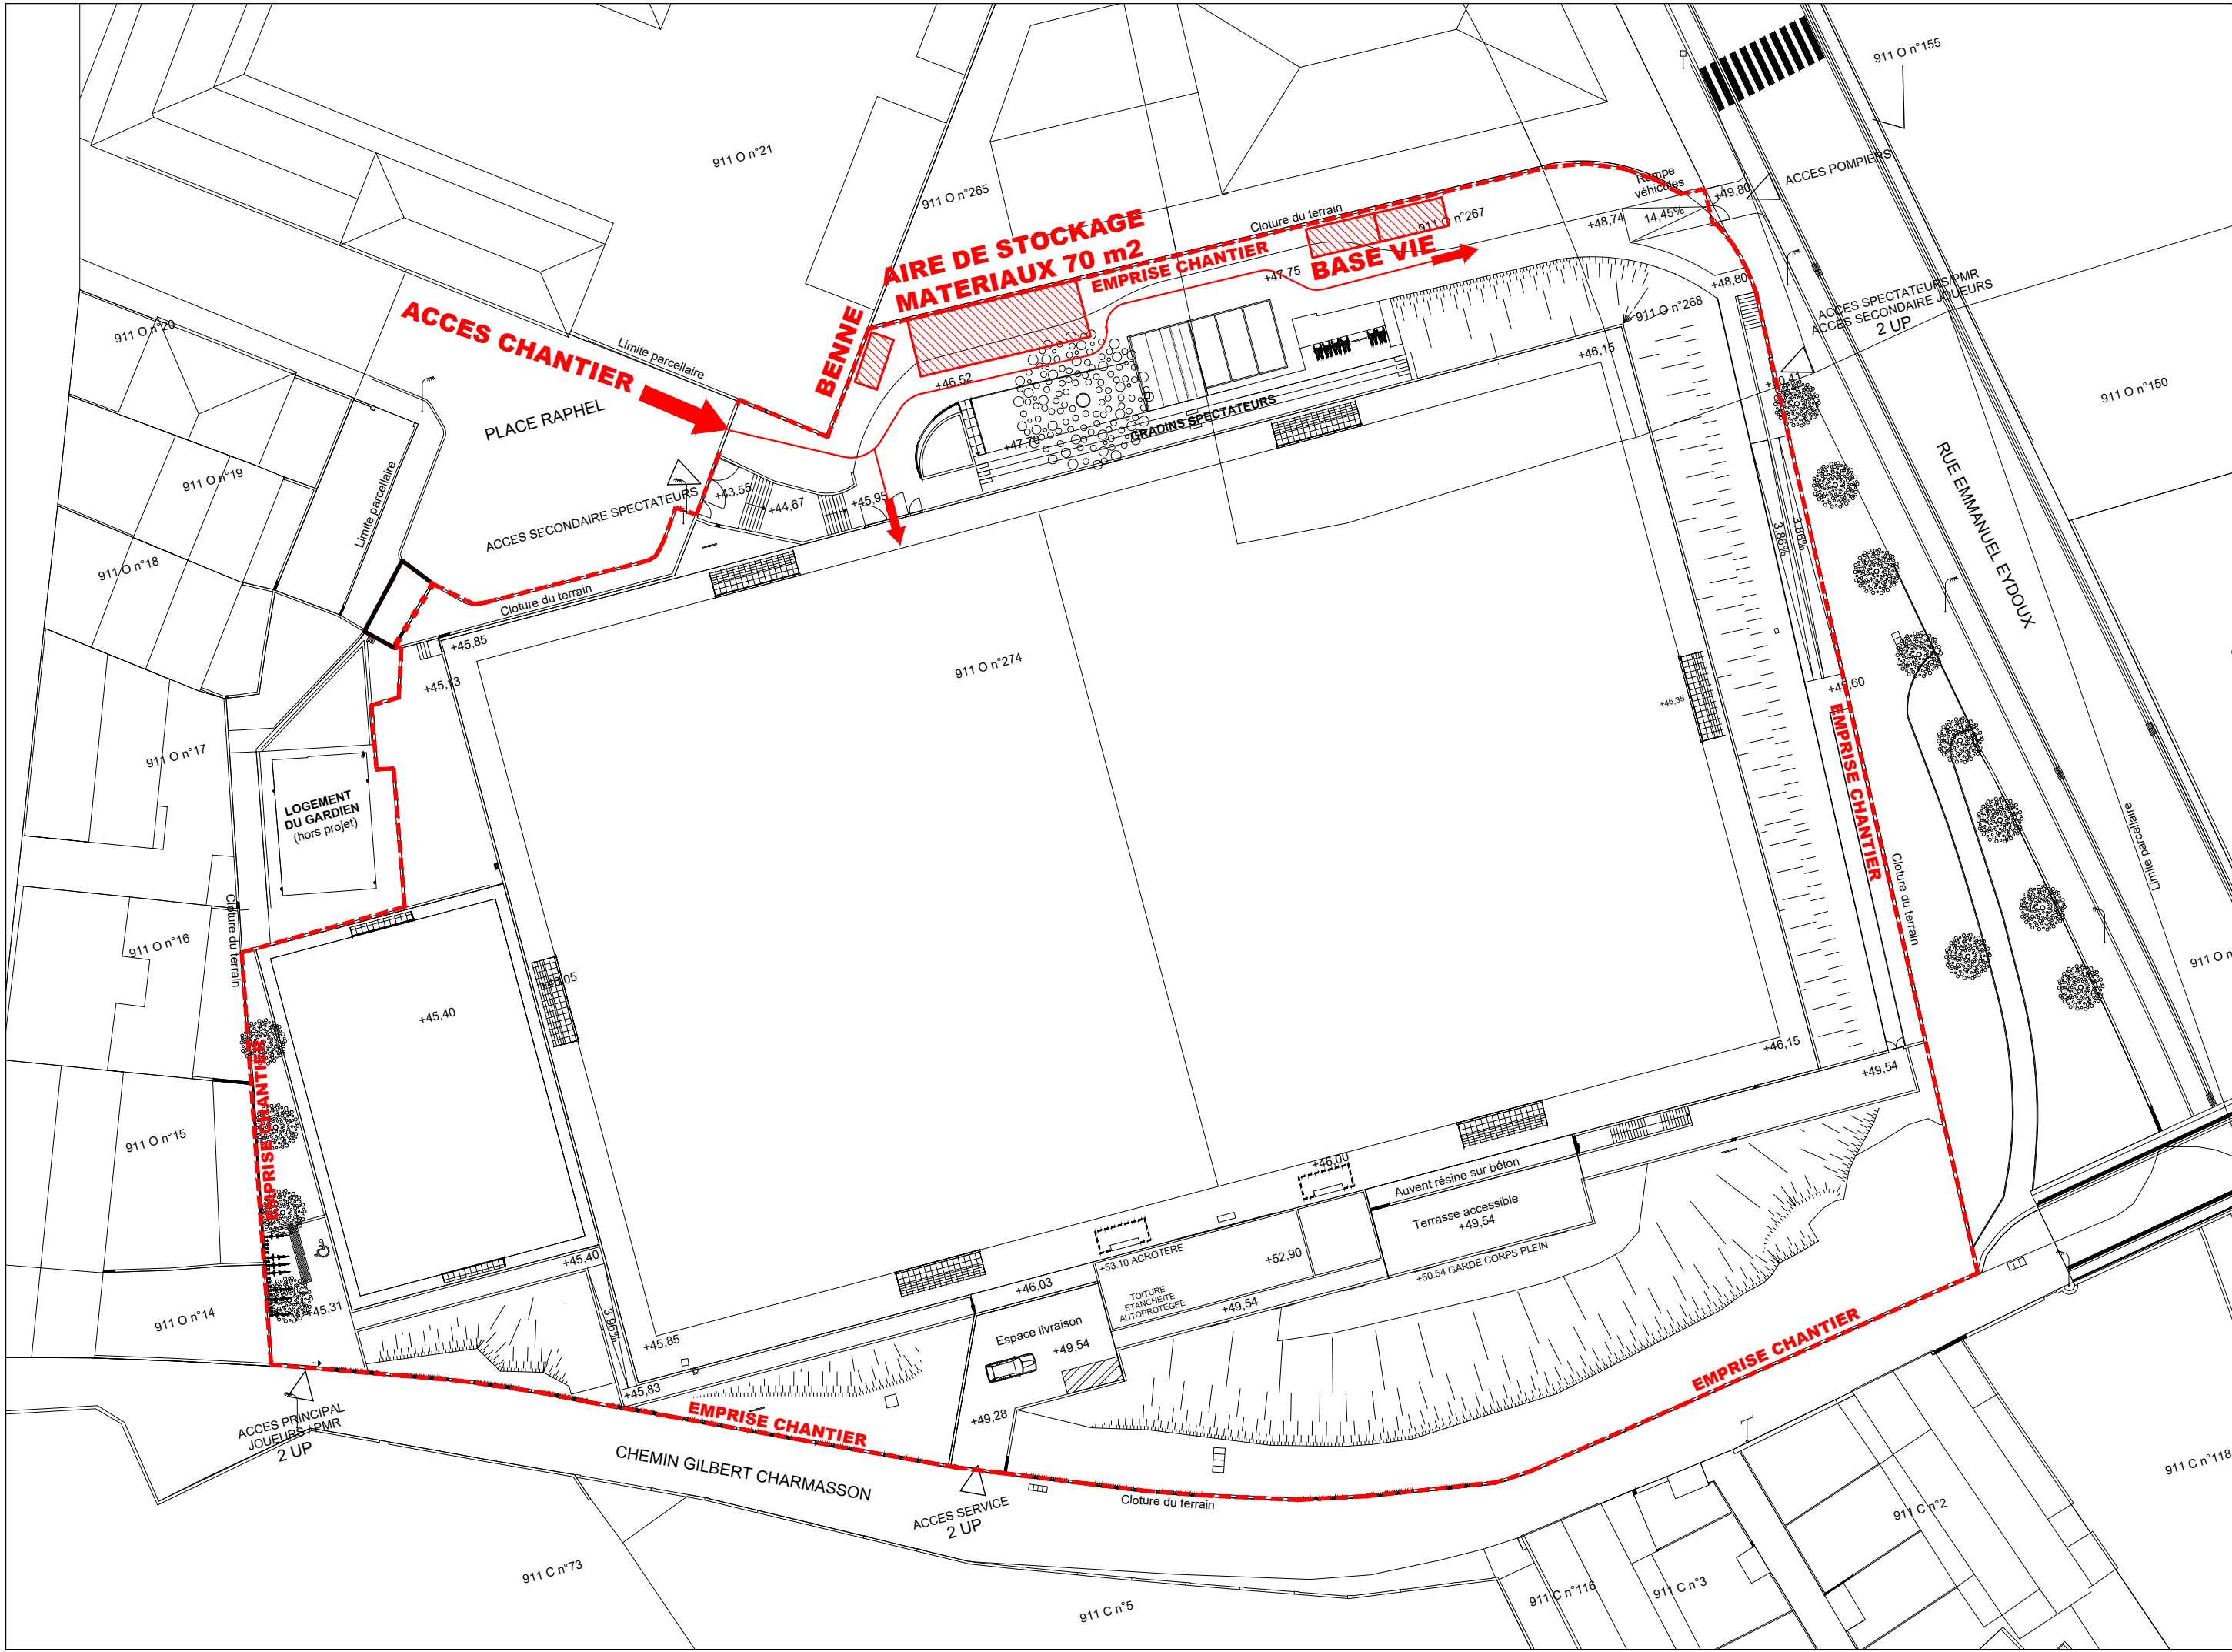 911 O n°155
911 O n°21
ACCES POMPIERS
911 O n°265
Rampe
véhicules
+49,80
AIRE DE STOCKAGE
MATERIAUX 70 m2
Cloture du terrain
911 O n°267
+48,74
14,45%
EMPRISE CHANTIER
BASE VIE
+47.75
+48,80
ACCES SPECTATEURS/PMR
ACCES SECONDAIRE JOUEURS
2 UP
911 O n°268
ACCES CHANTIER
BENNE
911 O n°20
Limite parcellaire
+46,15
+46.52
911 O n°150
PLACE RAPHEL
GRADINS SPECTATEURS
+47,70
RUE EMMANUEL EYDOUX
911 O n°19
Limite parcellaire
+43.55
+44,67
+45,95
ACCES SECONDAIRE SPECTATEURS
3.86%
3.86%
911 O n°18
Cloture du terrain
+45,85
+45,13
911 O n°274
+46,35
EMPRISE CHANTIER
911 O n°17
LOGEMENT
DU GARDIEN
(hors projet)
Limite parcellaire
Cloture du terrain
Cloture du terrain
911 O n°16
911 O n
+45,40
EMPRISE CHANTIER
+46,15
+49,54
911 O n°15
+46,00
Auvent résine sur béton
Terrasse accessible
+49,54
+53.10 ACROTERE
+52,90
+50.54 GARDE CORPS PLEIN
+45,40
+46,03
TOITURE
ETANCHEITE
AUTOPROTEGEE
+49,54
911 O n°14
+45,31
3.96%
+45,85
Espace livraison
+49,54
EMPRISE CHANTIER
+45,83
+49,28
EMPRISE CHANTIER
ACCES PRINCIPAL
JOUEURS / PMR
2 UP
CHEMIN GILBERT CHARMASSON
ACCES SERVICE
2 UP
Cloture du terrain
911 C n°118
911 C n°2
911 C n°73
911 C n°116
911 C n°3
911 C n°5